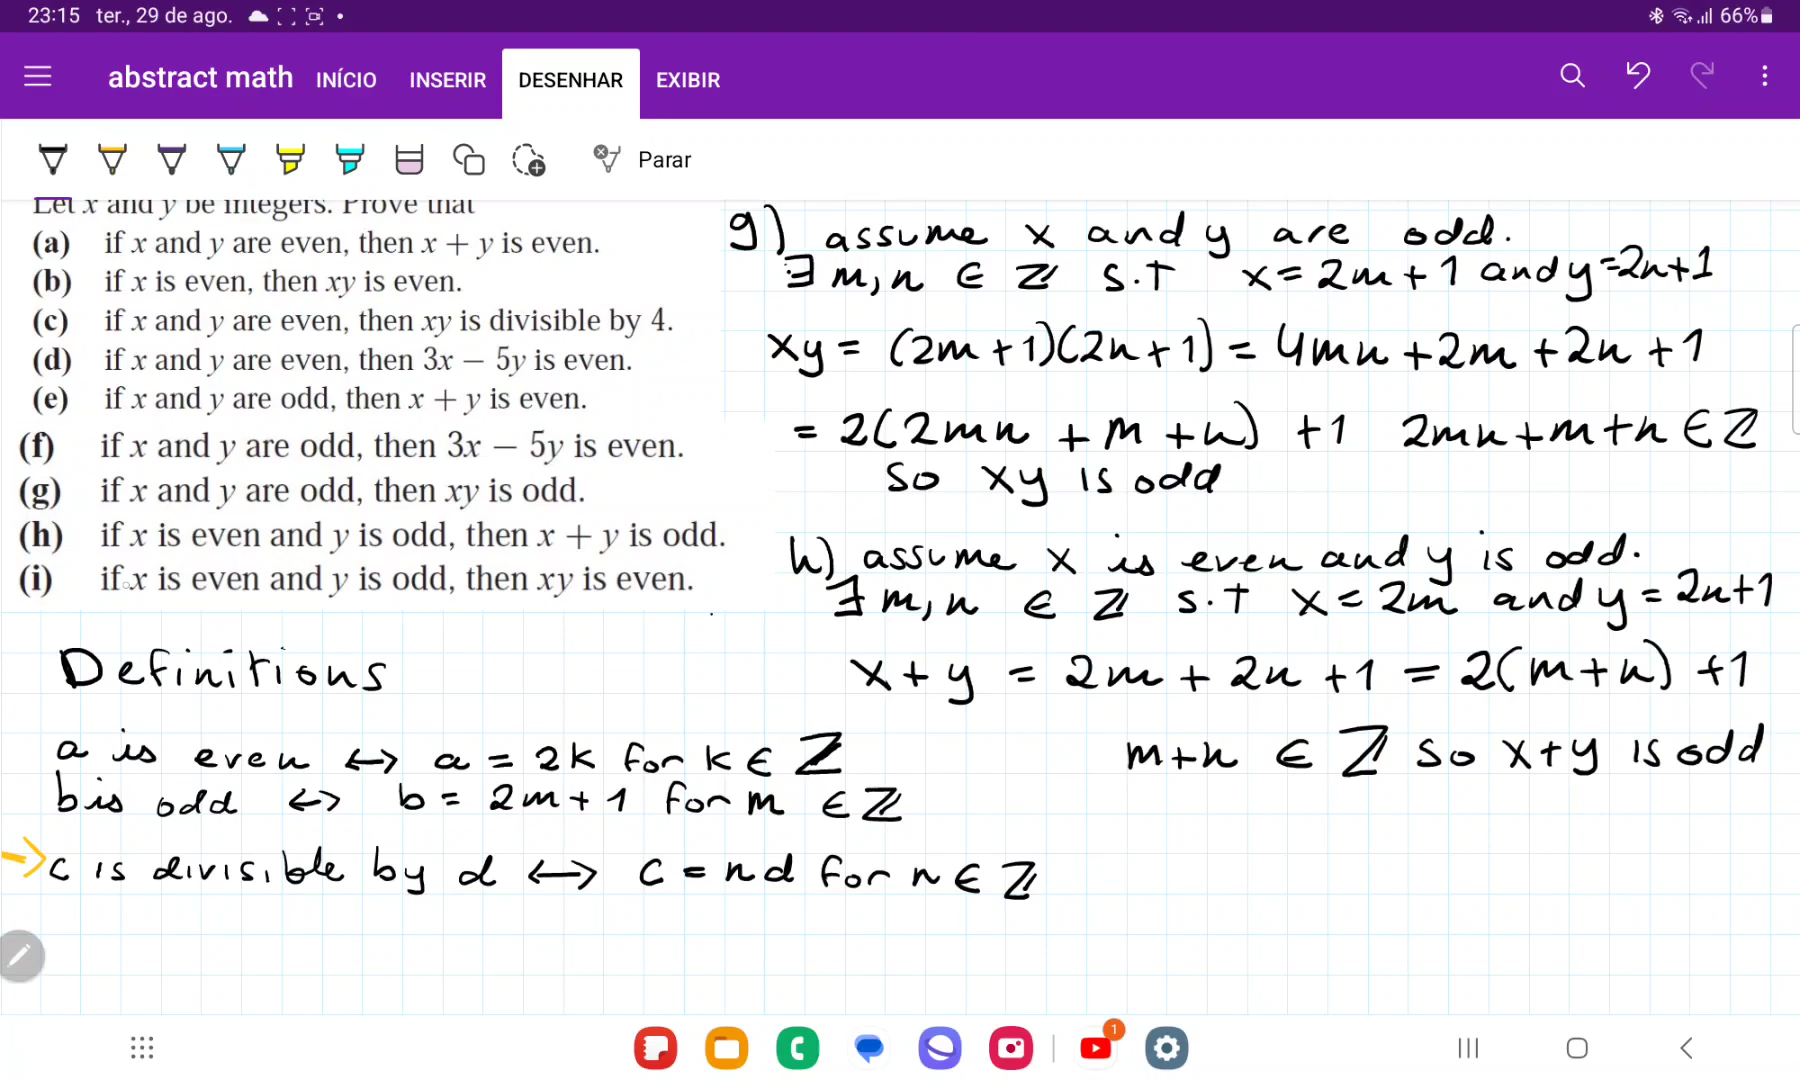 23:15 ter., 29 de ago. 66%
abstract math INÍCIO INSERIR DESENHAR EXIBIR
Parar
Let x and y be integers. Prove that
(a) if x and y are even, then x + y is even.
(b) if x is even, then xy is even.
(c) if x and y are even, then xy is divisible by 4.
(d) if x and y are even, then 3x − 5y is even.
(e) if x and y are odd, then x + y is even.
(f) if x and y are odd, then 3x − 5y is even.
(g) if x and y are odd, then xy is odd.
(h) if x is even and y is odd, then x + y is odd.
(i) if x is even and y is odd, then xy is even.
Definitions
a is even ↔ a = 2k for k ∈ ℤ
b is odd ↔ b = 2m + 1 for m ∈ ℤ
c is divisible by d ↔ c = nd for n ∈ ℤ
g) assume x and y are odd.
∃ m, n ∈ ℤ s.t x = 2m + 1 and y = 2n + 1
xy = (2m + 1)(2n + 1) = 4mn + 2m + 2n + 1
= 2(2mn + m + n) + 1 2mn + m + n ∈ ℤ
so xy is odd
h) assume x is even and y is odd.
∃ m, n ∈ ℤ s.t x = 2m and y = 2n + 1
x + y = 2m + 2n + 1 = 2(m + n) + 1
m + n ∈ ℤ so x + y is odd
1